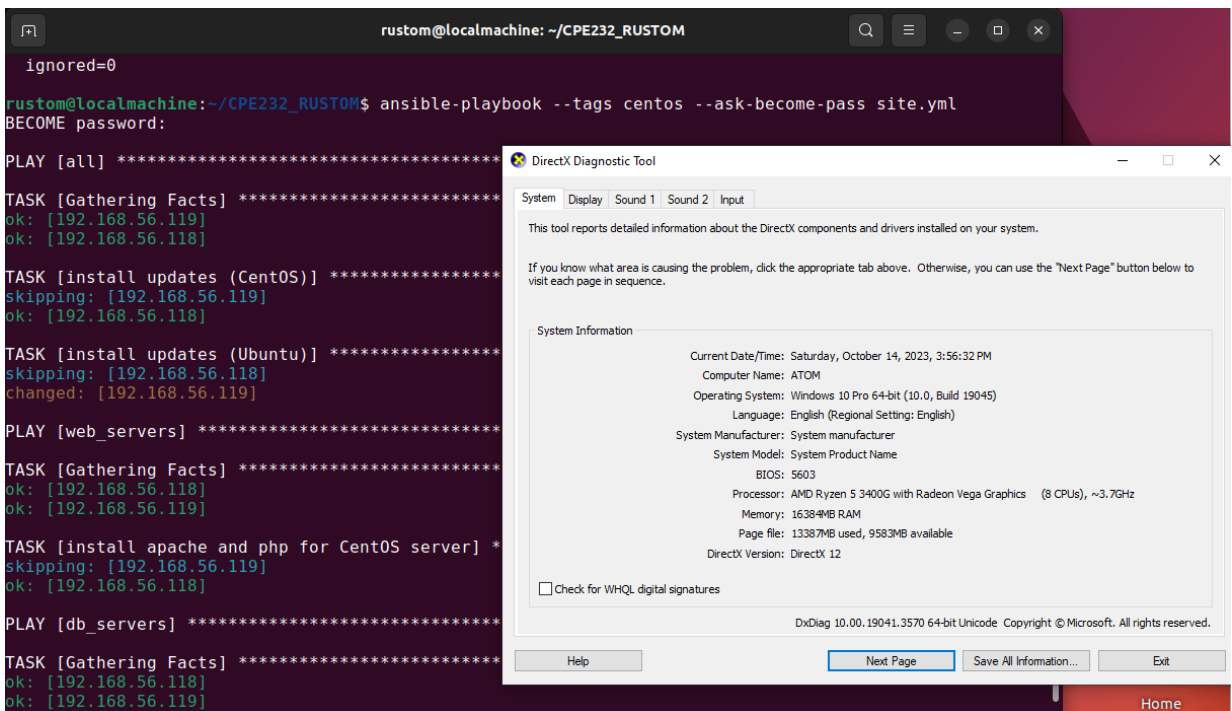 rustom@localmachine: ~/CPE232_RUSTOM
ignored=0
rustom@localmachine:~/CPE232_RUSTOM$ ansible-playbook --tags centos --ask-become-pass site.yml
BECOME password:
PLAY [all] **************************************
TASK [Gathering Facts] **************************
ok: [192.168.56.119]
ok: [192.168.56.118]
TASK [install updates (CentOS)] *****************
skipping: [192.168.56.119]
ok: [192.168.56.118]
TASK [install updates (Ubuntu)] *****************
skipping: [192.168.56.118]
changed: [192.168.56.119]
PLAY [web_servers] ******************************
TASK [Gathering Facts] **************************
ok: [192.168.56.118]
ok: [192.168.56.119]
TASK [install apache and php for CentOS server] *
skipping: [192.168.56.119]
ok: [192.168.56.118]
PLAY [db_servers] *******************************
TASK [Gathering Facts] **************************
ok: [192.168.56.118]
ok: [192.168.56.119]
DirectX Diagnostic Tool
System Display Sound 1 Sound 2 Input
This tool reports detailed information about the DirectX components and drivers installed on your system.
If you know what area is causing the problem, click the appropriate tab above. Otherwise, you can use the "Next Page" button below to
visit each page in sequence.
System Information
Current Date/Time: Saturday, October 14, 2023, 3:56:32 PM
Computer Name: ATOM
Operating System: Windows 10 Pro 64-bit (10.0, Build 19045)
Language: English (Regional Setting: English)
System Manufacturer: System manufacturer
System Model: System Product Name
BIOS: 5603
Processor: AMD Ryzen 5 3400G with Radeon Vega Graphics (8 CPUs), ~3.7GHz
Memory: 16384MB RAM
Page file: 13387MB used, 9583MB available
DirectX Version: DirectX 12
Check for WHQL digital signatures
DxDiag 10.00.19041.3570 64-bit Unicode Copyright © Microsoft. All rights reserved.
Help Next Page Save All Information... Exit
Home